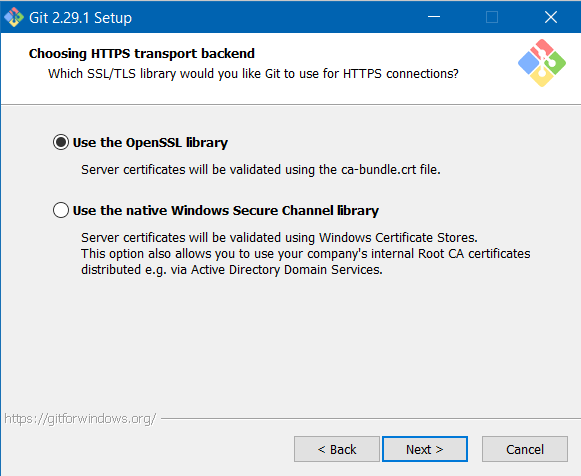 Git 2.29.1 Setup
Choosing HTTPS transport backend
Which SSL/TLS library would you like Git to use for HTTPS connections?
Use the OpenSSL library
Server certificates will be validated using the ca-bundle.crt file.
Use the native Windows Secure Channel library
Server certificates will be validated using Windows Certificate Stores.
This option also allows you to use your company's internal Root CA certificates
distributed e.g. via Active Directory Domain Services.
https://gitforwindows.org/
< Back
Next >
Cancel